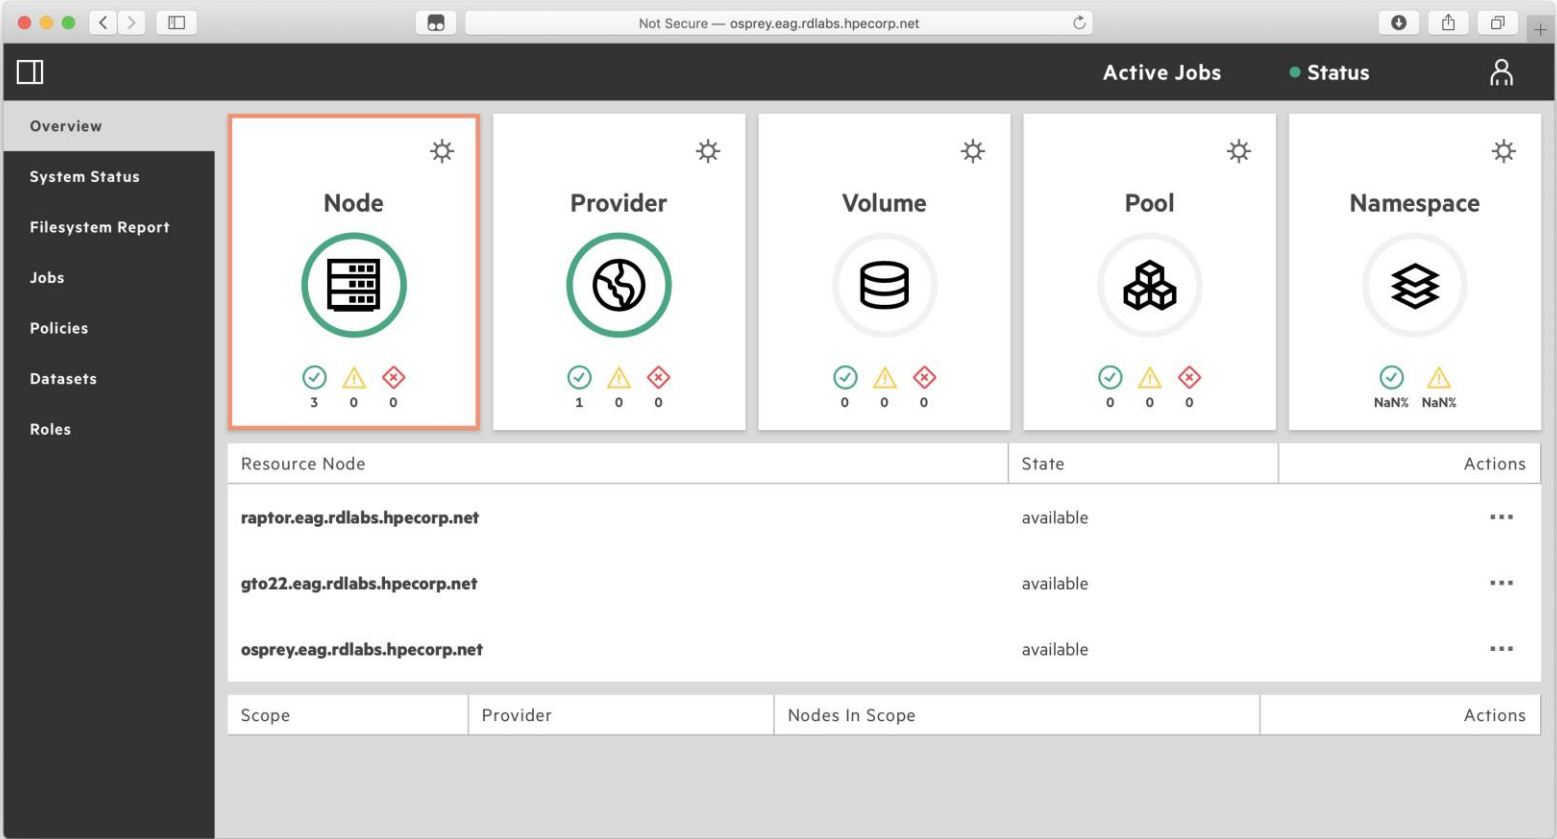 Not Secure — osprey.eag.rdlabs.hpecorp.net
Active Jobs
Status
Overview
System Status
Filesystem Report
Jobs
Policies
Datasets
Roles
Node
3 0 0
Provider
1 0 0
Volume
0 0 0
Pool
0 0 0
Namespace
NaN% NaN%
Resource Node State Actions
raptor.eag.rdlabs.hpecorp.net available
gto22.eag.rdlabs.hpecorp.net available
osprey.eag.rdlabs.hpecorp.net available
Scope Provider Nodes In Scope Actions